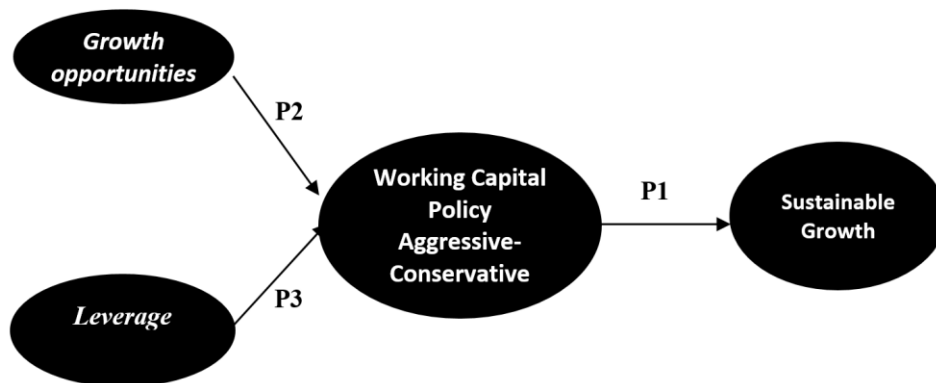 Growth
opportunities
P2
Working Capital
Policy
Aggressive-
Conservative
P1
Sustainable
Growth
Leverage
P3